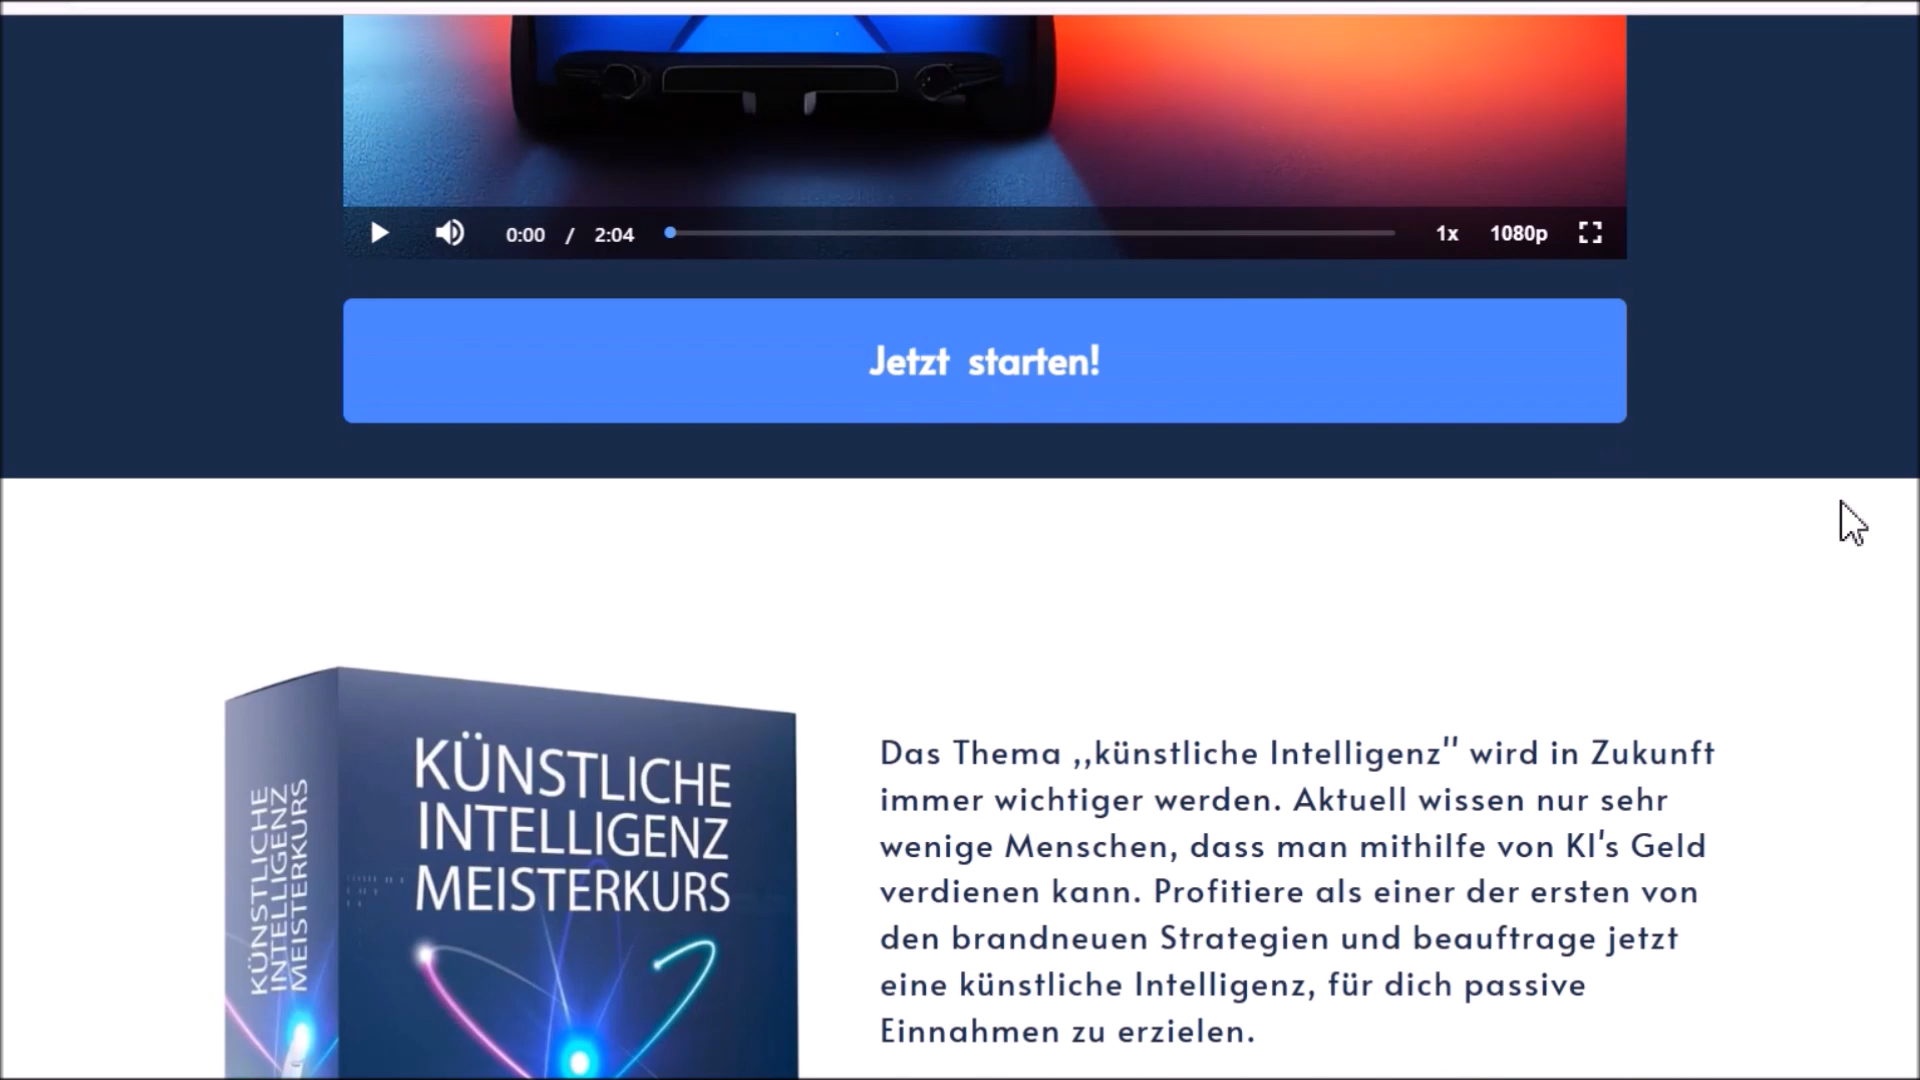 0:00 / 2:04
1x 1080p
Jetzt starten!
KÜNSTLICHE
INTELLIGENZ
MEISTERKURS
KÜNSTLICHE
INTELLIGENZ
MEISTERKURS
Das Thema ,,künstliche Intelligenz" wird in Zukunft
immer wichtiger werden. Aktuell wissen nur sehr
wenige Menschen, dass man mithilfe von KI's Geld
verdienen kann. Profitiere als einer der ersten von
den brandneuen Strategien und beauftrage jetzt
eine künstliche Intelligenz, für dich passive
Einnahmen zu erzielen.